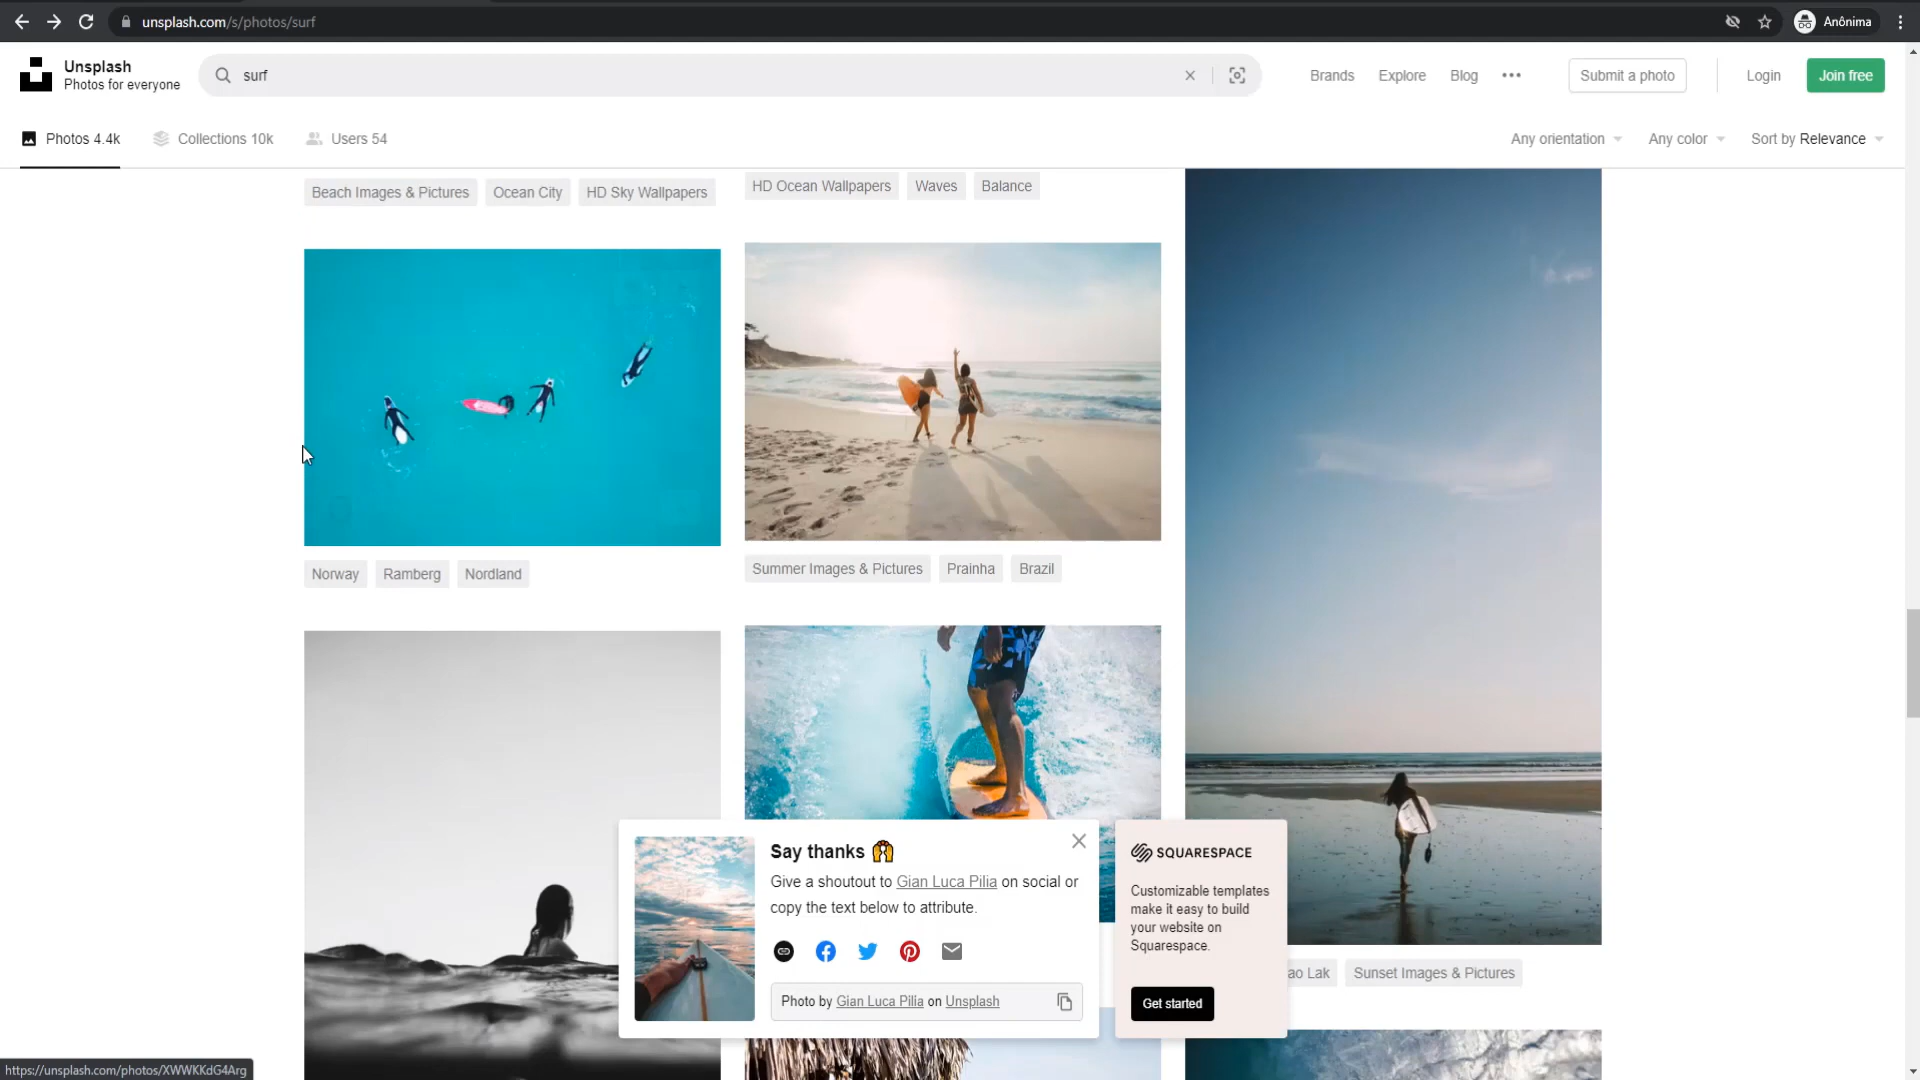 unsplash.com/s/photos/surf
Anônima
Unsplash
Photos for everyone
surf
Brands
Explore
Blog
Submit a photo
Login
Join free
Photos 4.4k
Collections 10k
Users 54
Any orientation
Any color
Sort by Relevance
Beach Images & Pictures
Ocean City
HD Sky Wallpapers
HD Ocean Wallpapers
Waves
Balance
Norway
Ramberg
Nordland
Summer Images & Pictures
Prainha
Brazil
Say thanks
Give a shoutout to Gian Luca Pilia on social or
copy the text below to attribute.
Photo by Gian Luca Pilia on Unsplash
SQUARESPACE
Customizable templates
make it easy to build
your website on
Squarespace.
Get started
ao Lak
Sunset Images & Pictures
https://unsplash.com/photos/XWWKKdG4Arg